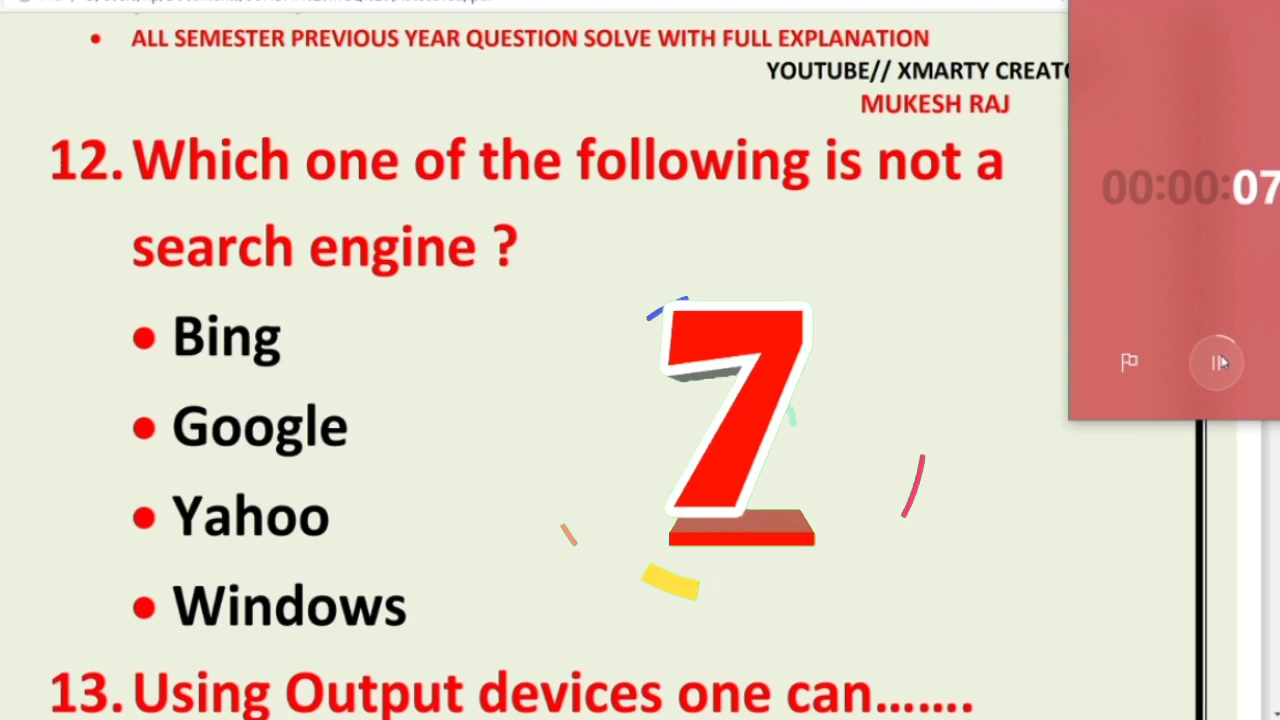 ALL SEMESTER PREVIOUS YEAR QUESTION SOLVE WITH FULL EXPLANATION
YOUTUBE// XMARTY CREATO
MUKESH RAJ
00:00:07
12. Which one of the following is not a
search engine ?
Bing
7
Google
Yahoo
Windows
13. Using Output devices one can…….